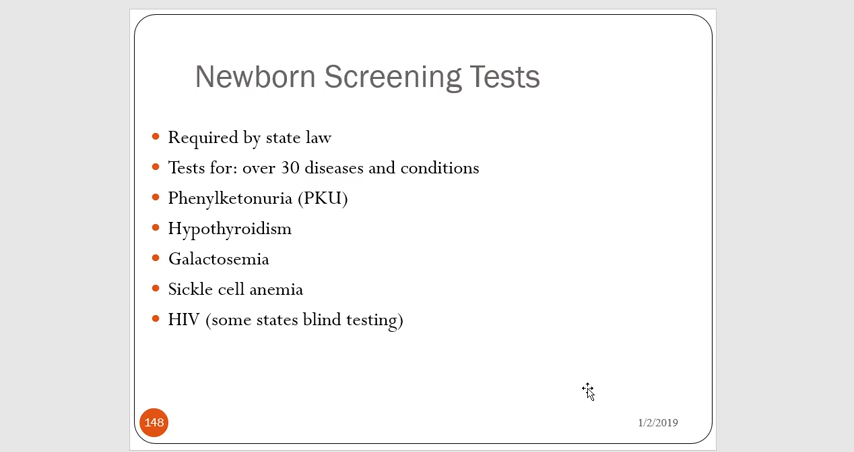 Newborn Screening Tests
Required by state law
Tests for: over 30 diseases and conditions
Phenylketonuria (PKU)
Hypothyroidism
Galactosemia
Sickle cell anemia
HIV (some states blind testing)
148
1/2/2019